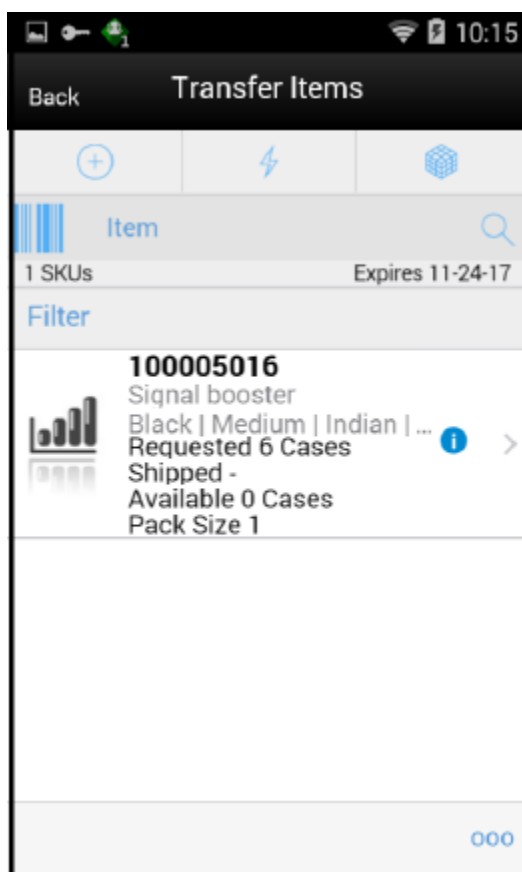 10:15
Back Transfer Items
Item
1 SKUs Expires 11-24-17
Filter
100005016
Signal booster
Black | Medium | Indian | ...
Requested 6 Cases
Shipped -
Available 0 Cases
Pack Size 1